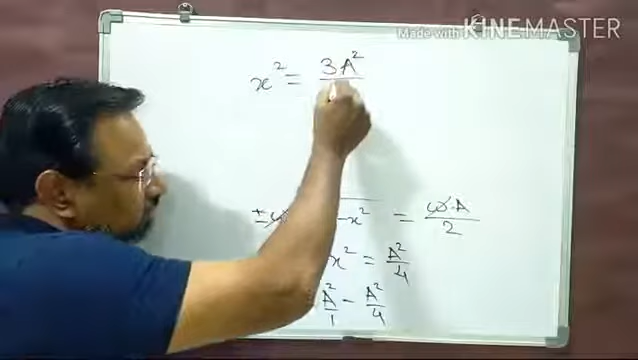 Made with KINEMASTER
x² = 3A²
± ω - x² = ω·A / 2
x² = A² / 4
A² / 1 - A² / 4